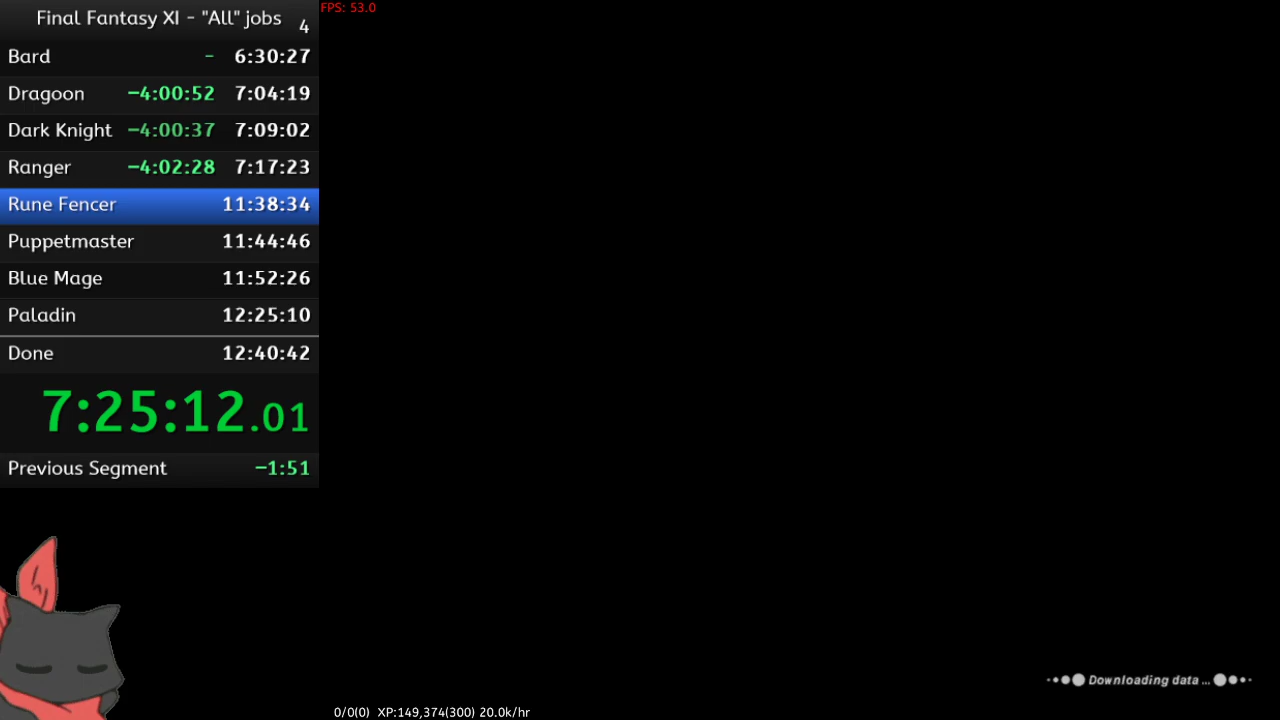 Final Fantasy XI - "All" jobs 4
FPS: 53.0
Bard - 6:30:27
Dragoon -4:00:52 7:04:19
Dark Knight -4:00:37 7:09:02
Ranger -4:02:28 7:17:23
Rune Fencer 11:38:34
Puppetmaster 11:44:46
Blue Mage 11:52:26
Paladin 12:25:10
Done 12:40:42
7:25:12.01
Previous Segment -1:51
Downloading data ...
0/0(0) XP:149,374(300) 20.0k/hr